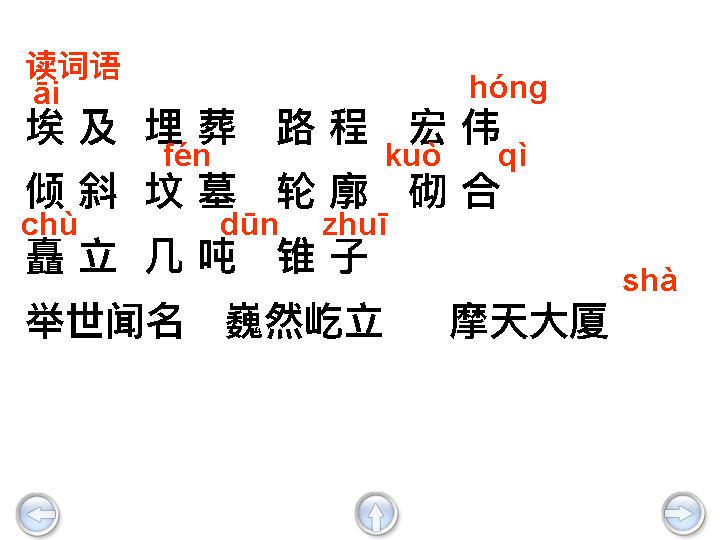 读词语
āi hóng
埃 及 埋 葬 路 程 宏 伟
fén kuò qì
倾 斜 坟 墓 轮 廓 砌 合
chù dūn zhuī
矗 立 几 吨 锥 子
shà
举世闻名 巍然屹立 摩天大厦